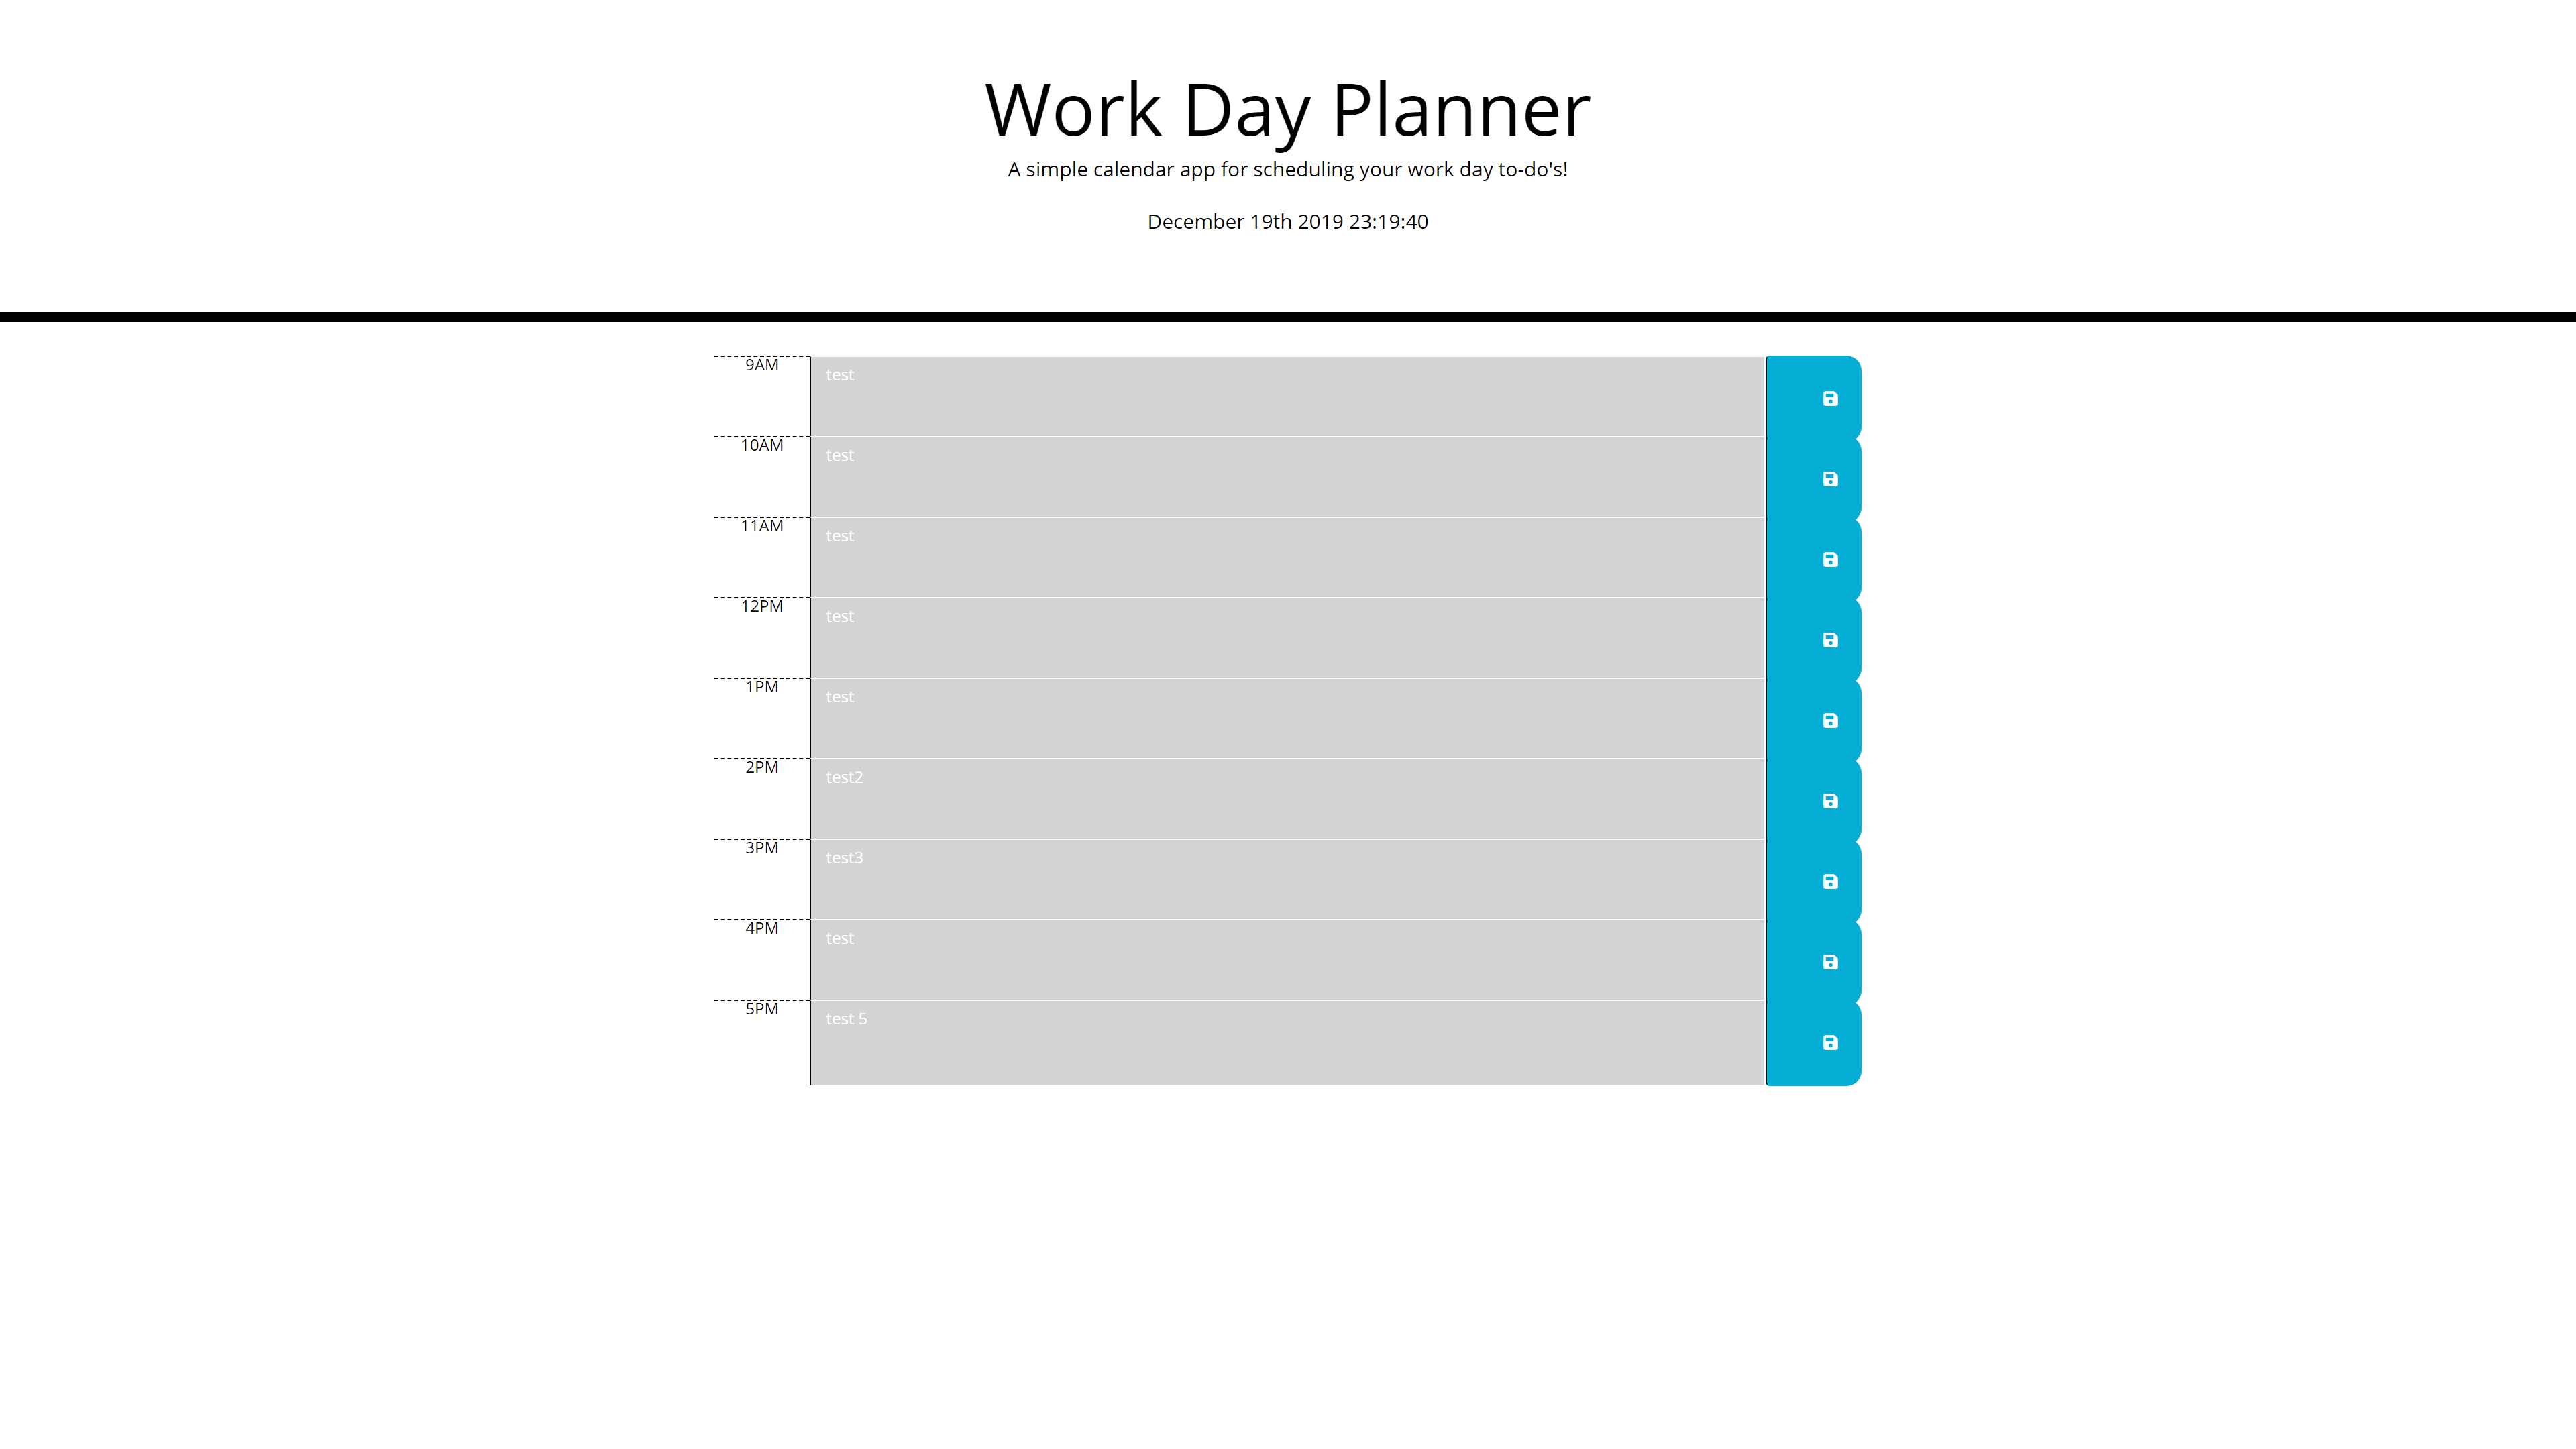 Work Day Planner
A simple calendar app for scheduling your work day to-do's!
December 19th 2019 23:19:40
9AM test
10AM test
11AM test
12PM test
1PM test
2PM test2
3PM test3
4PM test
5PM test 5